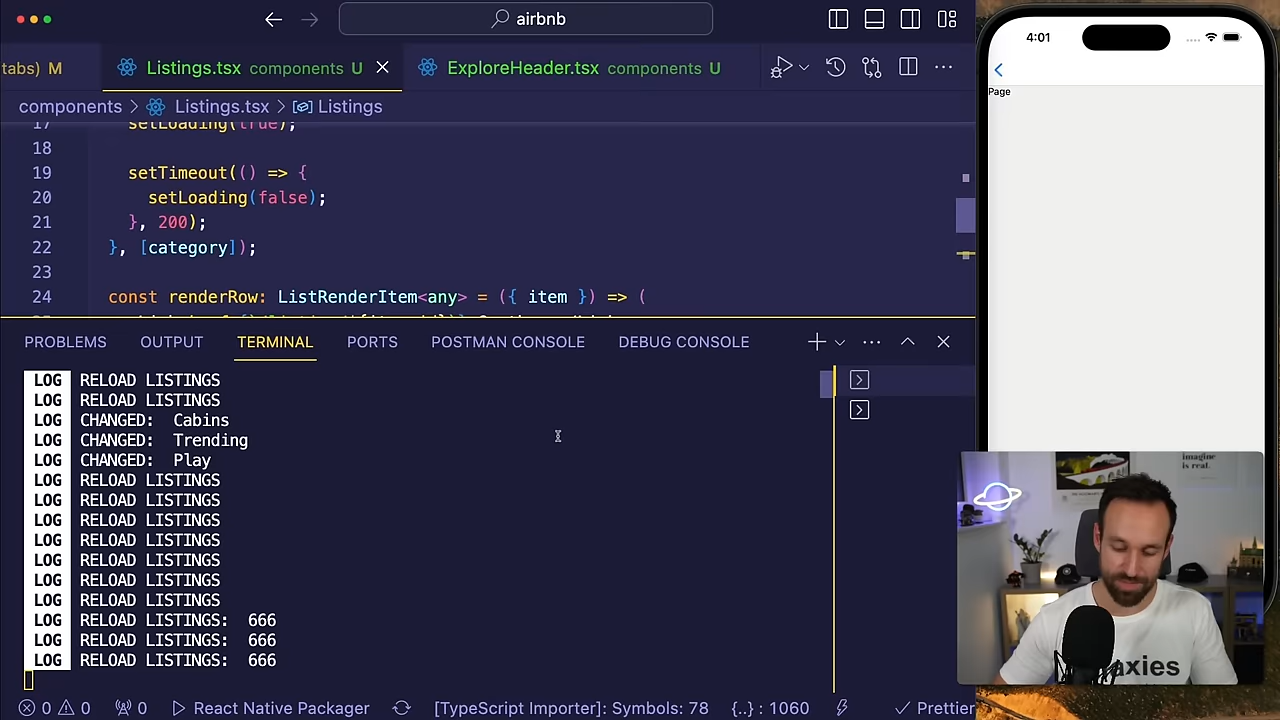 airbnb
tabs) M
Listings.tsx components U
ExploreHeader.tsx components U
components > Listings.tsx > Listings
17 setLoading(true);
18
19 setTimeout(() => {
20 setLoading(false);
21 }, 200);
22 }, [category]);
23
24 const renderRow: ListRenderItem<any> = ({ item }) => (
PROBLEMS OUTPUT TERMINAL PORTS POSTMAN CONSOLE DEBUG CONSOLE
LOG RELOAD LISTINGS
LOG RELOAD LISTINGS
LOG CHANGED: Cabins
LOG CHANGED: Trending
LOG CHANGED: Play
LOG RELOAD LISTINGS
LOG RELOAD LISTINGS
LOG RELOAD LISTINGS
LOG RELOAD LISTINGS
LOG RELOAD LISTINGS
LOG RELOAD LISTINGS
LOG RELOAD LISTINGS
LOG RELOAD LISTINGS: 666
LOG RELOAD LISTINGS: 666
LOG RELOAD LISTINGS: 666
0 0 0 React Native Packager [TypeScript Importer]: Symbols: 78 {..} : 1060 Prettier
4:01
Page
imagine
is real.
axies